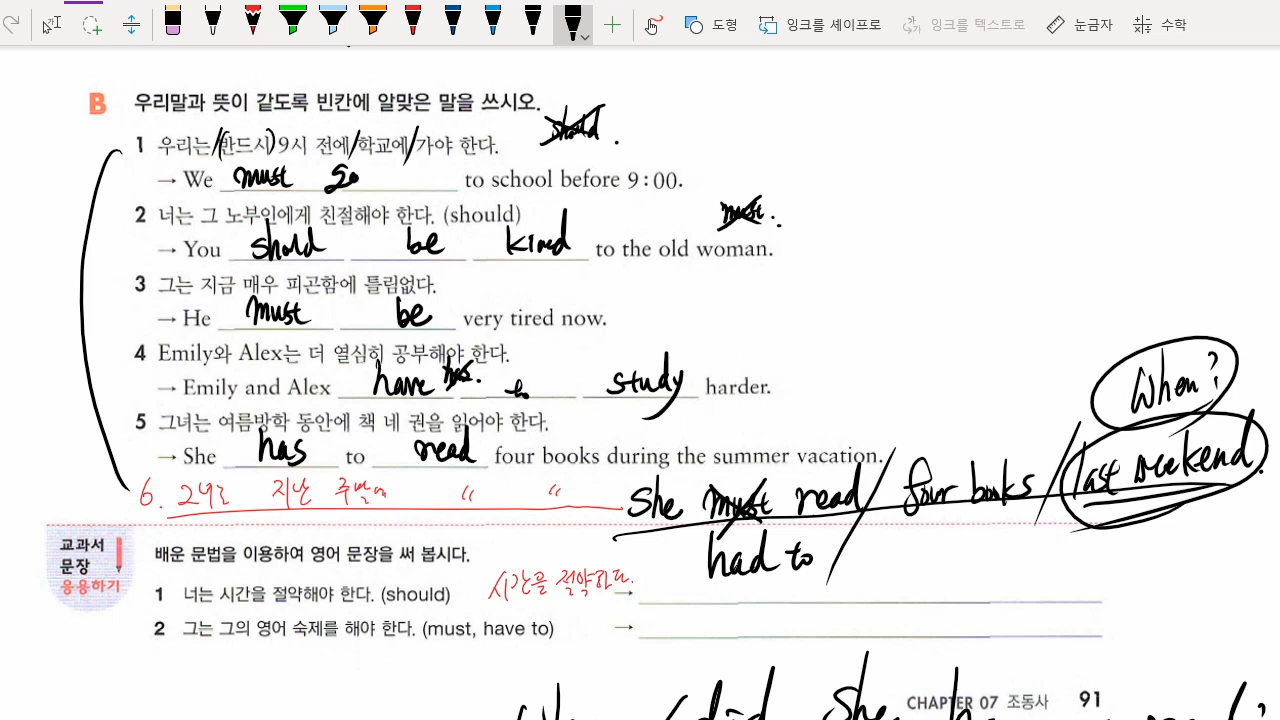 도형 잉크를 셰이프로 잉크를 텍스트로 눈금자 수학
B 우리말과 뜻이 같도록 빈칸에 알맞은 말을 쓰시오.
1 우리는/(반드시)9시 전에/학교에/가야 한다. should .
→ We must go to school before 9:00.
2 너는 그 노부인에게 친절해야 한다. (should) must.
→ You should be kind to the old woman.
3 그는 지금 매우 피곤함에 틀림없다.
→ He must be very tired now.
4 Emily와 Alex는 더 열심히 공부해야 한다.
→ Emily and Alex have has. to study harder.
When?
5 그녀는 여름방학 동안에 책 네 권을 읽어야 한다.
→ She has to read four books during the summer vacation.
6. 그녀는 지난 주말에 " "
She must read / four books / last weekend.
had to
교과서 문장 응용하기
배운 문법을 이용하여 영어 문장을 써 봅시다.
시간을 절약하다.
1 너는 시간을 절약해야 한다. (should) →
2 그는 그의 영어 숙제를 해야 한다. (must, have to) →
did she
CHAPTER 07 조동사 91